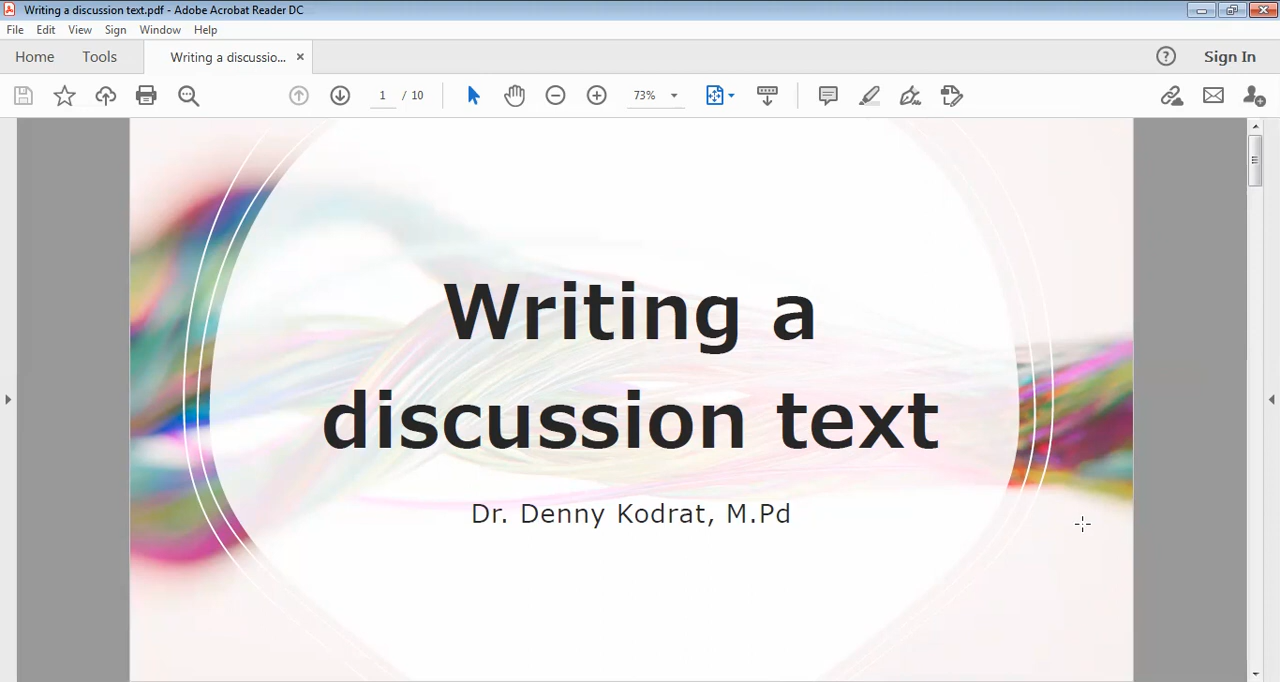 Writing a discussion text.pdf - Adobe Acrobat Reader DC
File Edit View Sign Window Help
Home Tools Writing a discussio... × ? Sign In
1 / 10 73%
Writing a
discussion text
Dr. Denny Kodrat, M.Pd